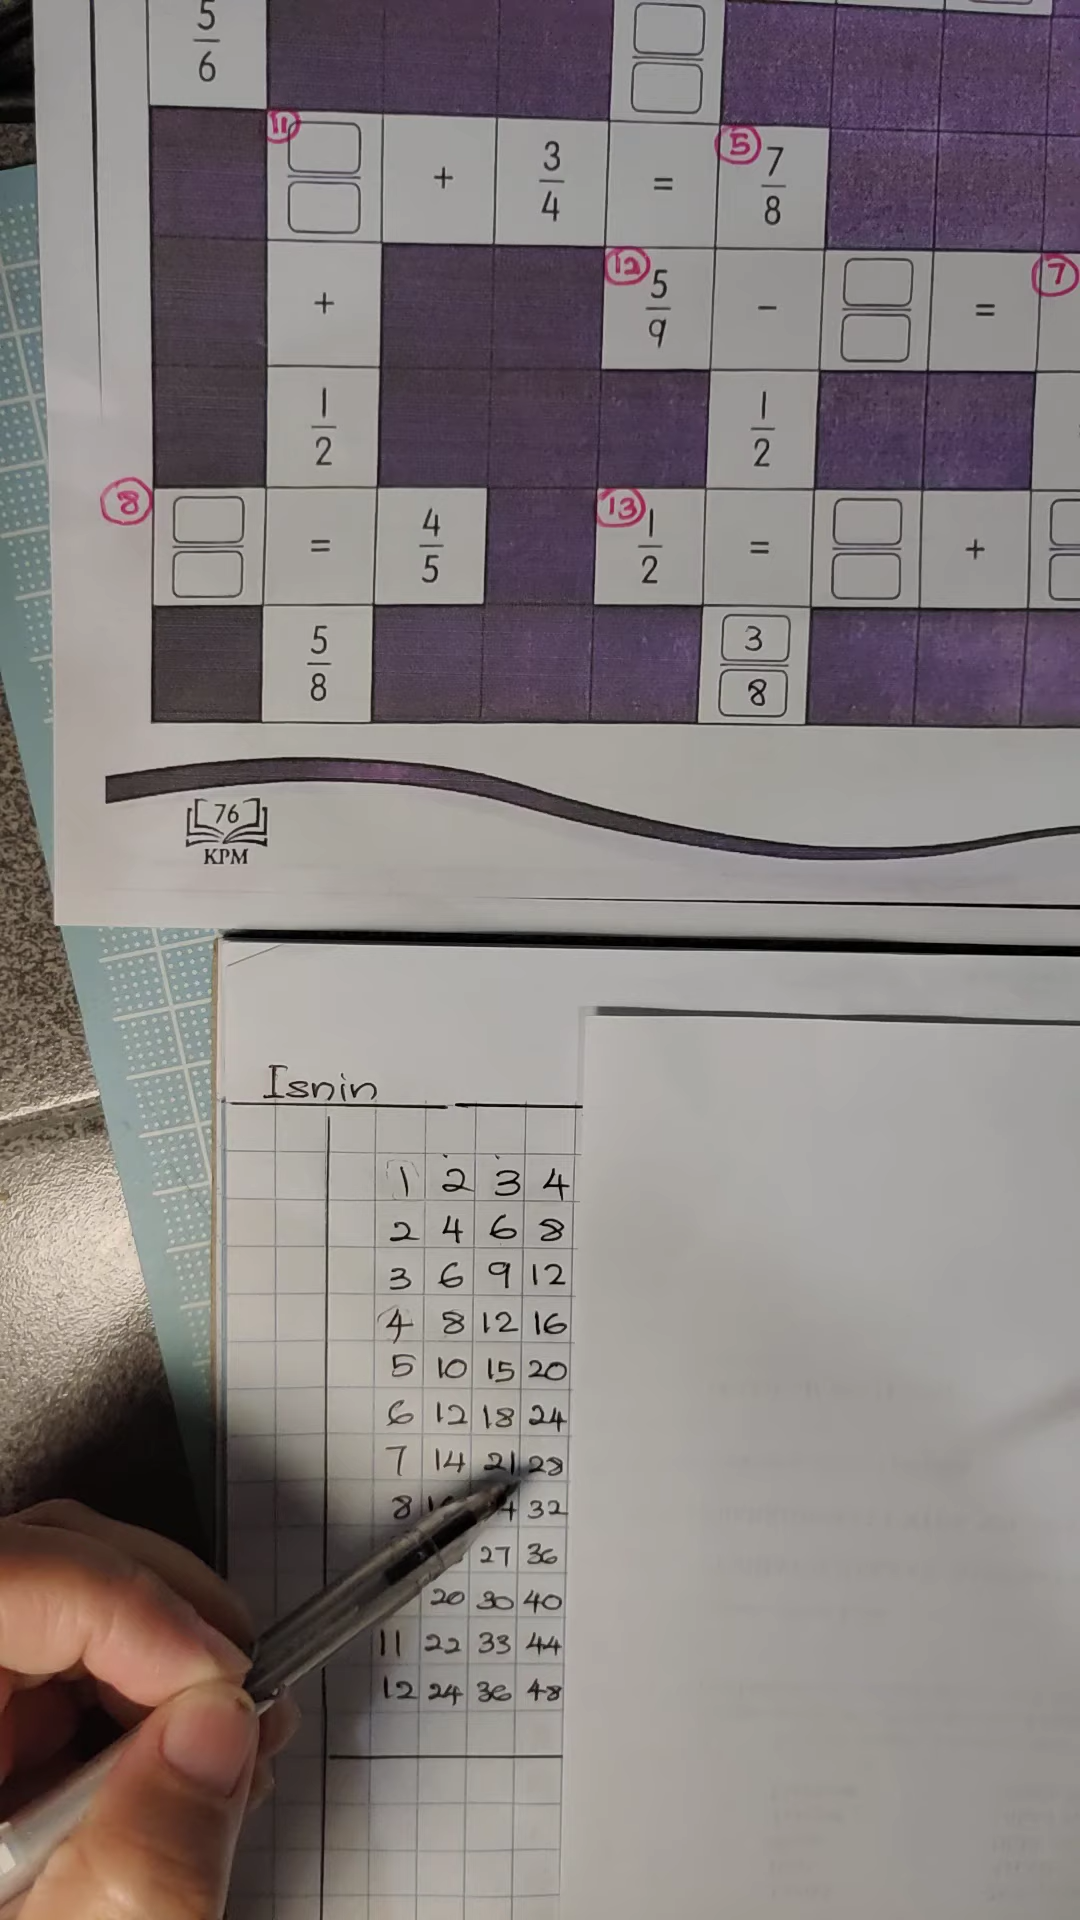 5
6
11 + 3/4 = 5 7/8
+ 12 5/9 - = 7
1/2 1/2
8 = 4/5 13 1/2 = +
5/8 3/8
76
KPM
Isnin
1 2 3 4
2 4 6 8
3 6 9 12
4 8 12 16
5 10 15 20
6 12 18 24
7 14 21 28
8 32
27 36
20 30 40
11 22 33 44
12 24 36 48